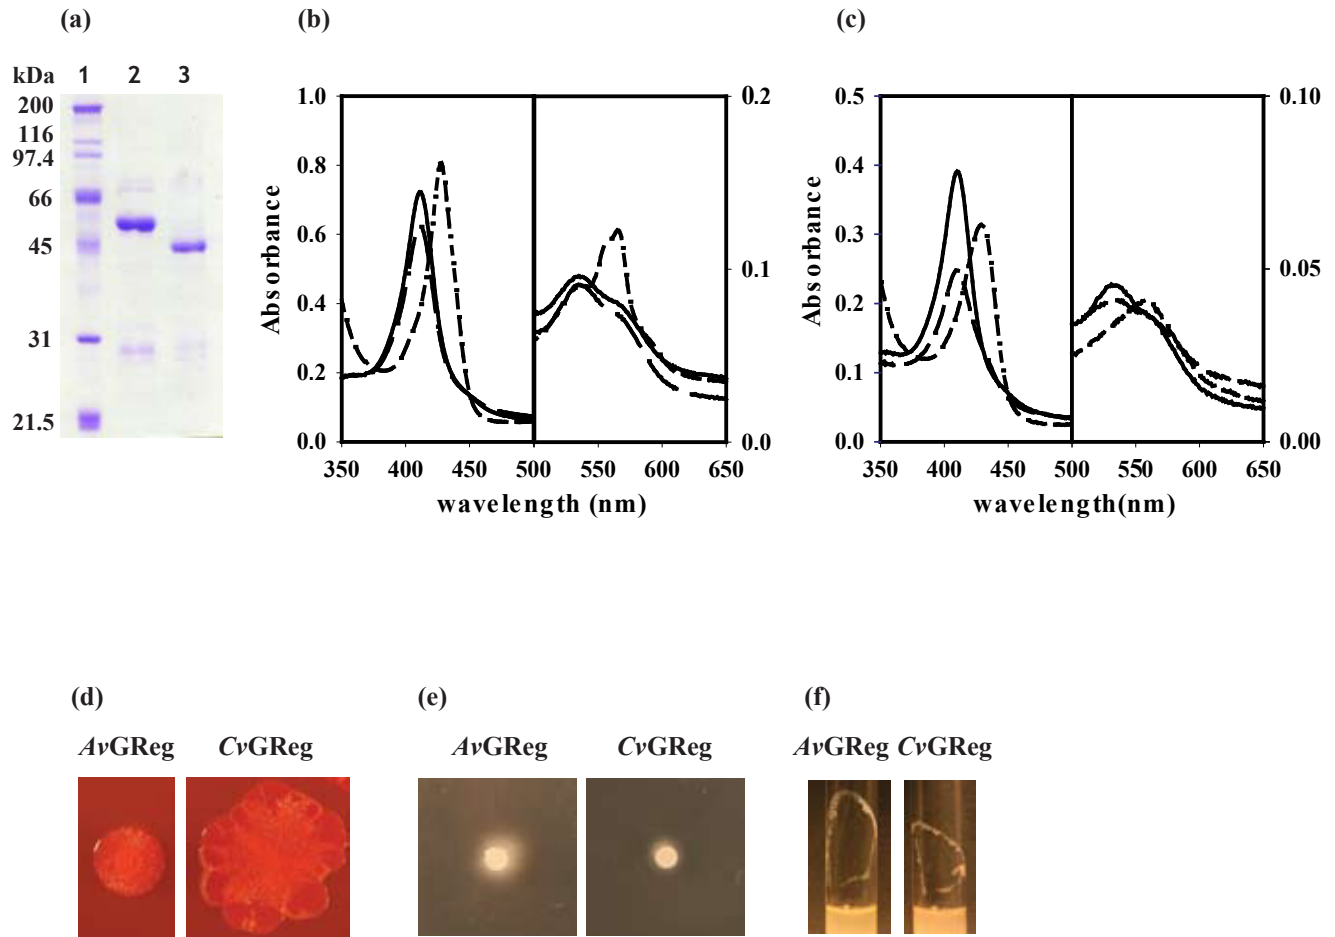 (a)
kDa 1 2 3
200
116
97.4
66
45
31
21.5
(b)
Absorbance
1.0
0.8
0.6
0.4
0.2
0.0
0.2
0.1
0.0
350 400 450 500 550 600 650
wavelength (nm)
(c)
Absorbance
0.5
0.4
0.3
0.2
0.1
0.0
0.10
0.05
0.00
350 400 450 500 550 600 650
wavelength(nm)
(d)
AvGReg CvGReg
(e)
AvGReg CvGReg
(f)
AvGReg CvGReg